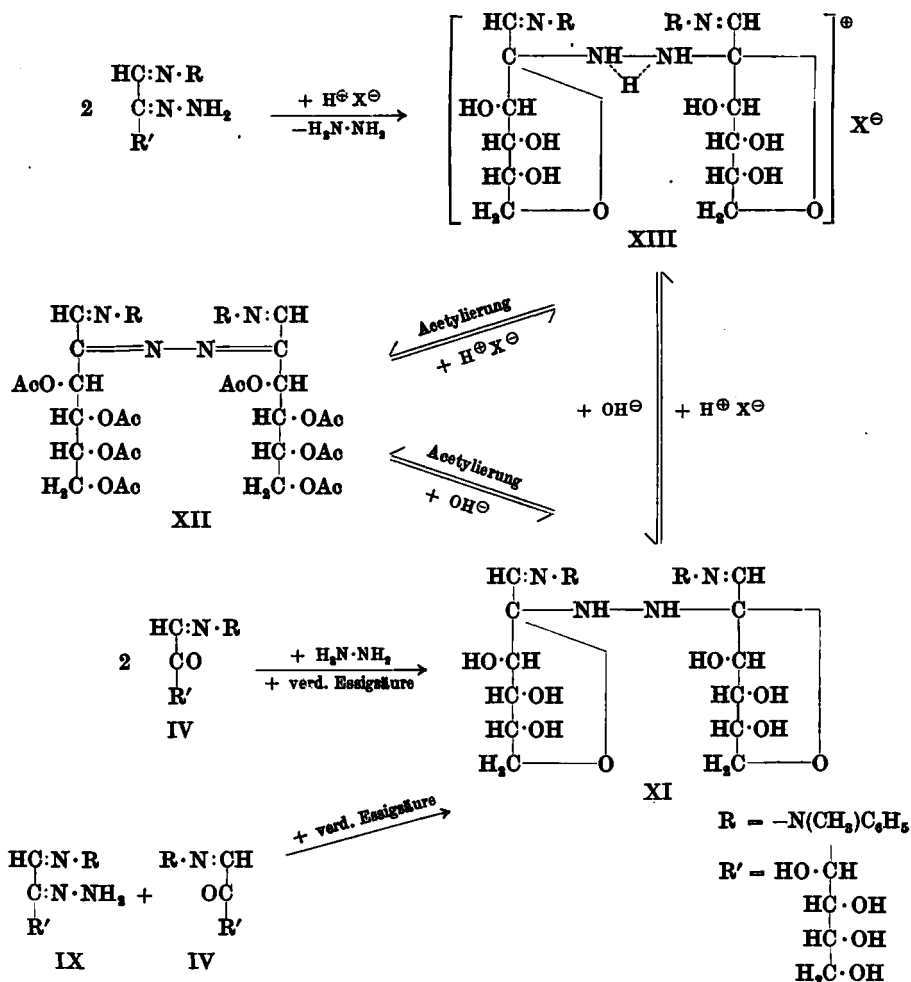 HC:N·R R·N:CH ⊕
HC:N·R C NH NH C
2 C:N·NH₂ + H⊕ X⊖ H
R' −H₂N·NH₂ HO·CH HO·CH
HC·OH HC·OH X⊖
HC·OH HC·OH
H₂C O H₂C O
XIII
HC:N·R R·N:CH Acetylierung
C N N C + H⊕ X⊖
AcO·CH AcO·CH
HC·OAc HC·OAc + OH⊖ + H⊕ X⊖
HC·OAc HC·OAc Acetylierung
H₂C·OAc H₂C·OAc + OH⊖
XII
HC:N·R R·N:CH
C NH NH C
HC:N·R + H₂N·NH₂
2 CO + verd. Essigsäure HO·CH HO·CH
R' HC·OH HC·OH
IV HC·OH HC·OH
H₂C O H₂C O
XI
+ verd. Essigsäure
R = −N(CH₃)C₆H₅
HC:N·R R·N:CH
C:N·NH₂ + OC R' = HO·CH
R' R' HC·OH
IX IV HC·OH
H₂C·OH